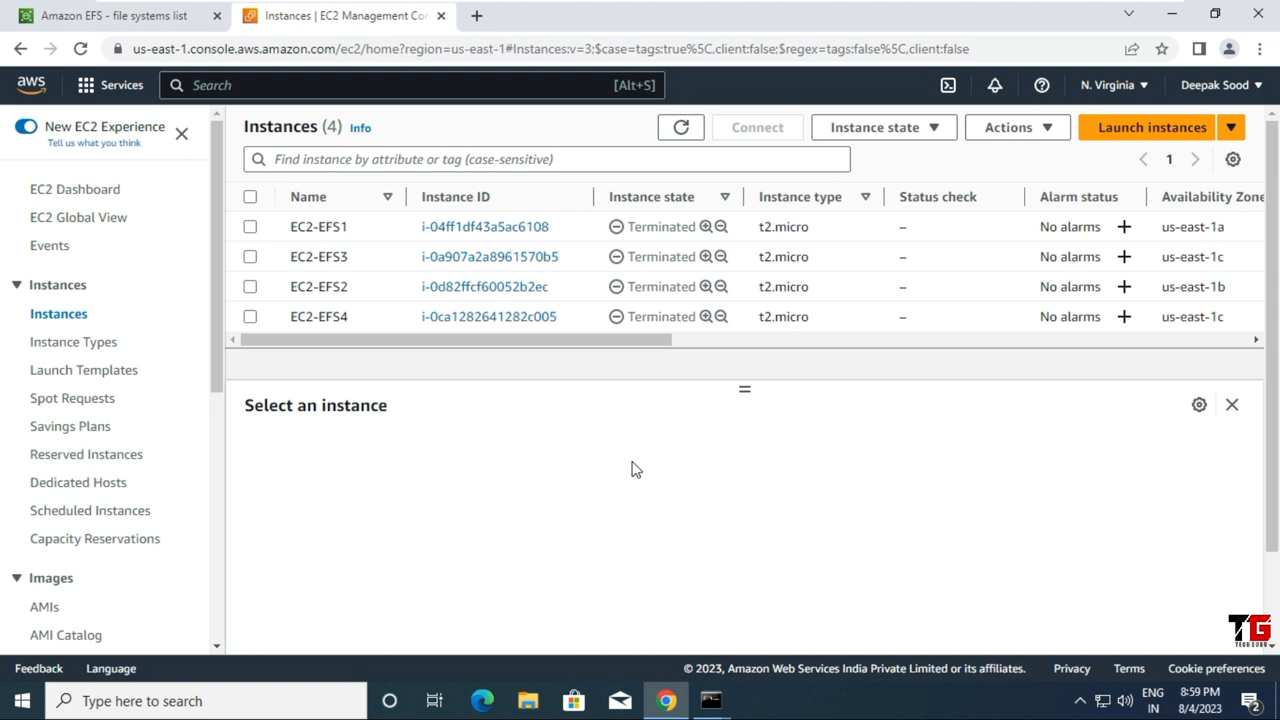 Amazon EFS - file systems list
Instances | EC2 Management Con
us-east-1.console.aws.amazon.com/ec2/home?region=us-east-1#Instances:v=3;$case=tags:true%5C,client:false;$regex=tags:false%5C,client:false
aws
Services
Search
[Alt+S]
N. Virginia
Deepak Sood
New EC2 Experience
Tell us what you think
EC2 Dashboard
EC2 Global View
Events
Instances
Instances
Instance Types
Launch Templates
Spot Requests
Savings Plans
Reserved Instances
Dedicated Hosts
Scheduled Instances
Capacity Reservations
Images
AMIs
AMI Catalog
Instances (4) Info
Connect
Instance state
Actions
Launch instances
Find instance by attribute or tag (case-sensitive)
1
Name Instance ID Instance state Instance type Status check Alarm status Availability Zone
EC2-EFS1 i-04ff1df43a5ac6108 Terminated t2.micro – No alarms + us-east-1a
EC2-EFS3 i-0a907a2a8961570b5 Terminated t2.micro – No alarms + us-east-1c
EC2-EFS2 i-0d82ffcf60052b2ec Terminated t2.micro – No alarms + us-east-1b
EC2-EFS4 i-0ca1282641282c005 Terminated t2.micro – No alarms + us-east-1c
Select an instance
TG
TECH GURU
Feedback
Language
© 2023, Amazon Web Services India Private Limited or its affiliates.
Privacy
Terms
Cookie preferences
Type here to search
ENG
IN
8:59 PM
8/4/2023
2